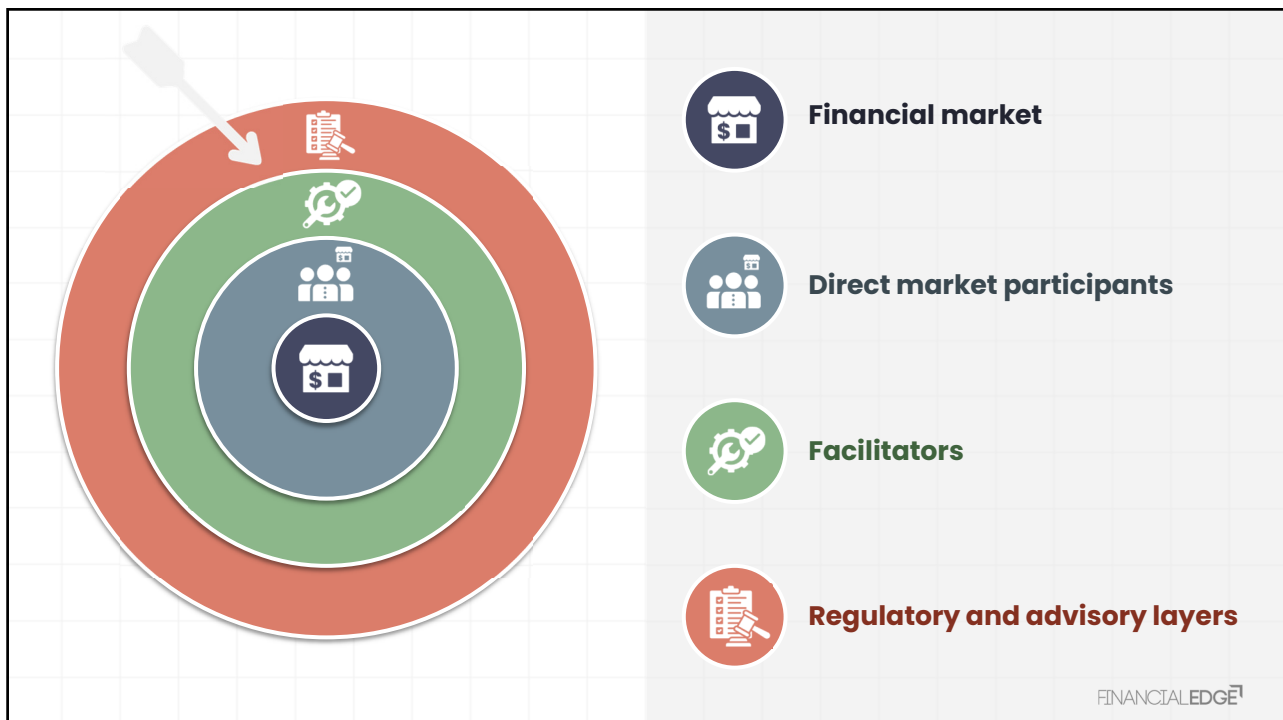 Financial market
Direct market participants
Facilitators
Regulatory and advisory layers
FINANCIALEDGE